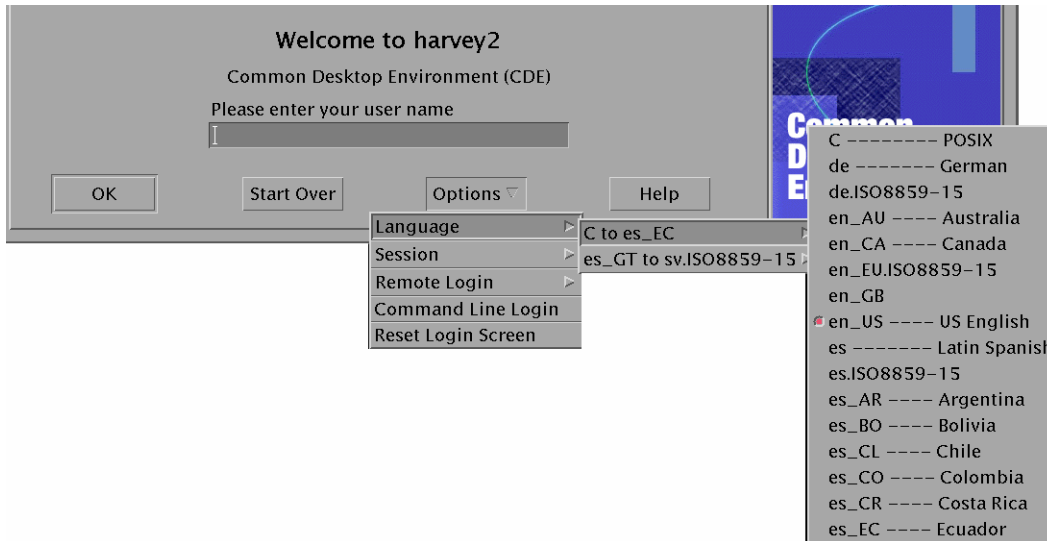 Welcome to harvey2
Common Desktop Environment (CDE)
Please enter your user name
OK
Start Over
Options
Help
Language
Session
Remote Login
Command Line Login
Reset Login Screen
C to es_EC
es_GT to sv.ISO8859-15
Common
D
E
C -------- POSIX
de ------- German
de.ISO8859-15
en_AU ---- Australia
en_CA ---- Canada
en_EU.ISO8859-15
en_GB
en_US ---- US English
es ------- Latin Spanish
es.ISO8859-15
es_AR ---- Argentina
es_BO ---- Bolivia
es_CL ---- Chile
es_CO ---- Colombia
es_CR ---- Costa Rica
es_EC ---- Ecuador